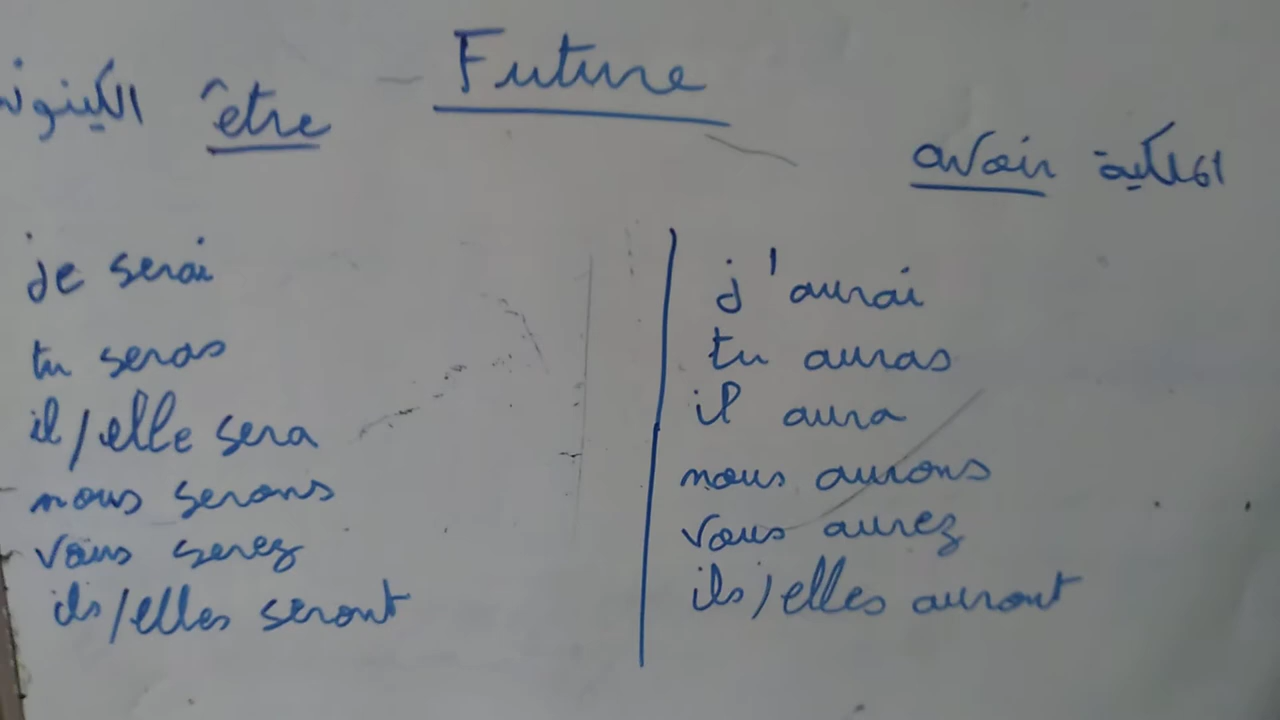 Future
être الكينونة
avoir الملكية
je serai
tu seras
il/elle sera
nous serons
vous serez
ils/elles seront
j'aurai
tu auras
il aura
nous aurons
vous aurez
ils/elles auront